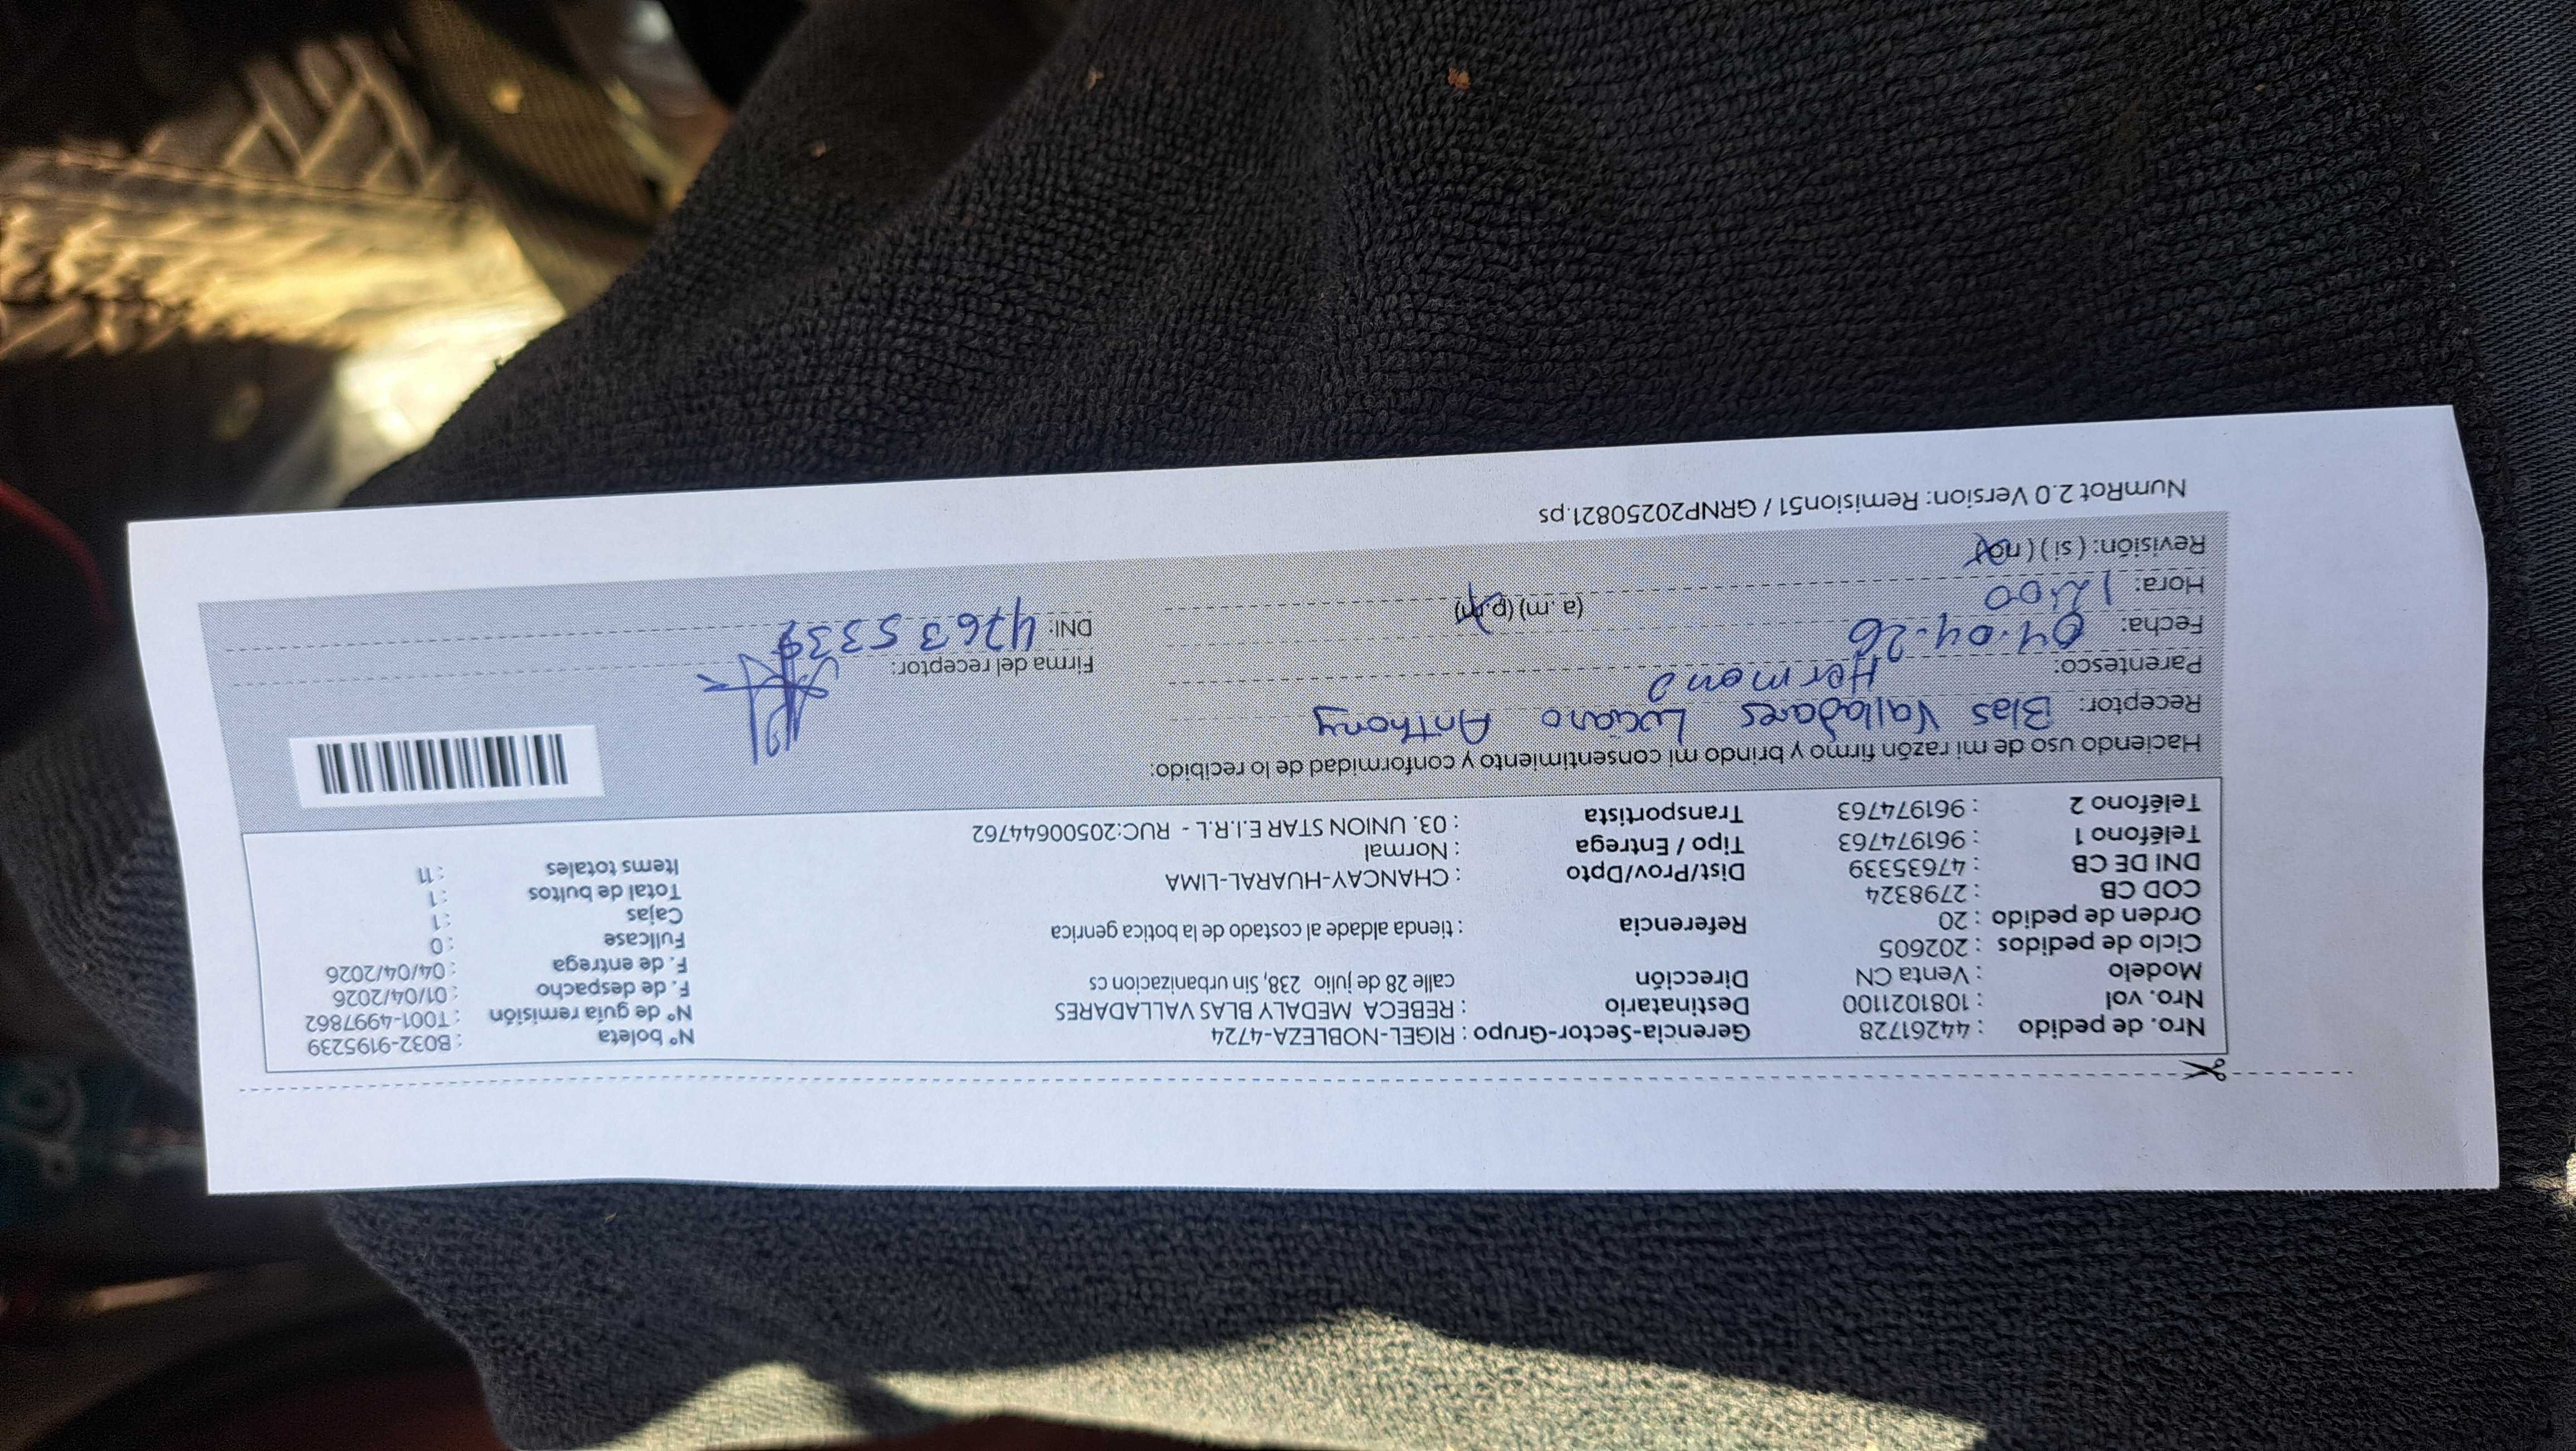 Nro. de pedido : 44261728 Gerencia-Sector-Grupo : RIGEL-NOBLEZA-4724 N° boleta : B032-9195239
Nro. vol : 1081021100 Destinatario : REBECA MEDALY BLAS VALLADARES N° de guía remisión : T001-4997862
Modelo : Venta CN Dirección calle 28 de julio 238, Sin urbanizacion cs F. de despacho : 01/04/2026
Ciclo de pedidos : 202605 F. de entrega : 04/04/2026
Orden de pedido : 20 Referencia : tienda aldade al costado de la botica genrica Fullcase : 0
COD CB : 2798324 Cajas : 1
DNI DE CB : 47635339 Dist/Prov/Dpto : CHANCAY-HUARAL-LIMA Total de bultos : 1
Teléfono 1 : 961974763 Tipo / Entrega : Normal Items totales : 11
Teléfono 2 : 961974763 Transportista : 03. UNION STAR E.I.R.L - RUC:20500644762
Haciendo uso de mi razón firmo y brindo mi consentimiento y conformidad de lo recibido:
Receptor: Blas Valladares Luciano Anthony
Parentesco: Hermano Firma del receptor:
Fecha: 04-04-26 DNI: 47635339
Hora: 12:00 (a. m) (p.m)
Revisión: ( si ) ( no )
NumRot 2.0 Version: Remision51 / GRNP20250821.ps